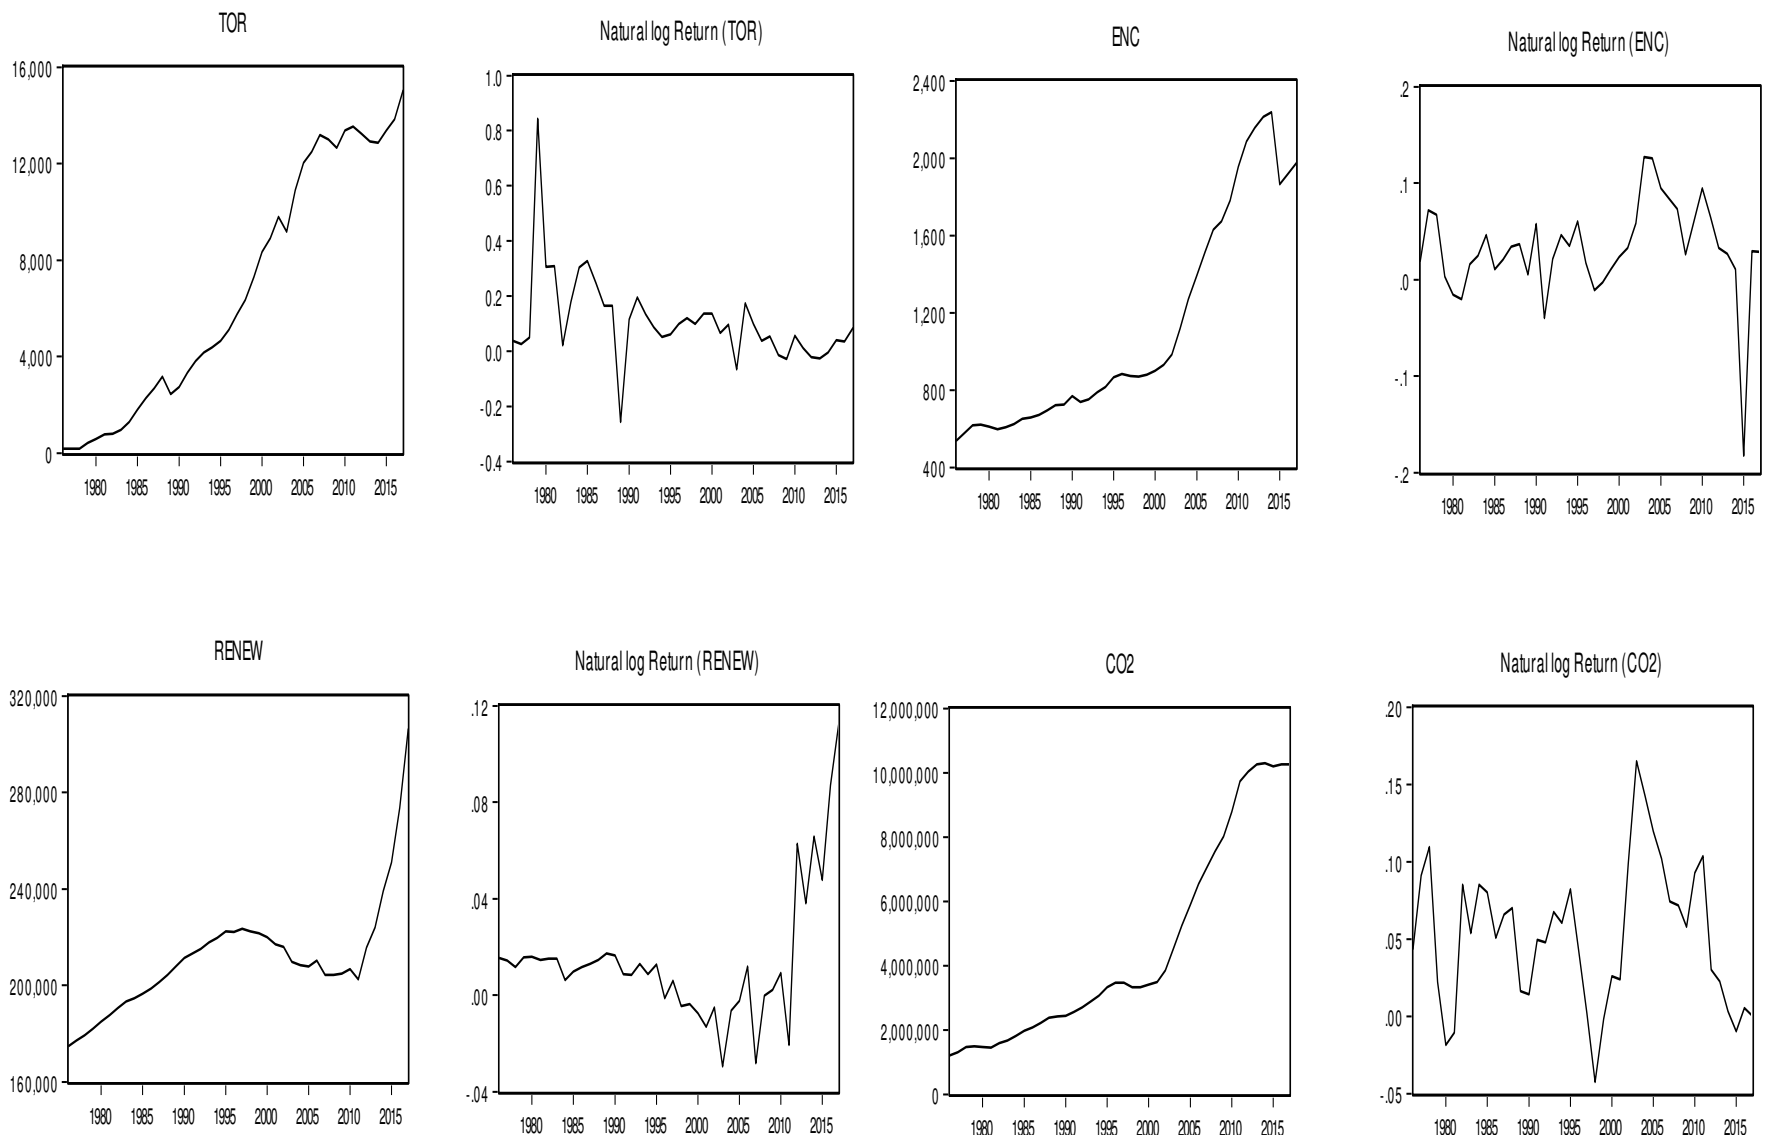 TOR
16,000
12,000
8,000
4,000
0
1980 1985 1990 1995 2000 2005 2010 2015
Natural log Return (TOR)
1.0
0.8
0.6
0.4
0.2
0.0
-0.2
-0.4
1980 1985 1990 1995 2000 2005 2010 2015
ENC
2,400
2,000
1,600
1,200
800
400
1980 1985 1990 1995 2000 2005 2010 2015
Natural log Return (ENC)
.2
.1
.0
-.1
-.2
1980 1985 1990 1995 2000 2005 2010 2015
RENEW
320,000
280,000
240,000
200,000
160,000
1980 1985 1990 1995 2000 2005 2010 2015
Natural log Return (RENEW)
.12
.08
.04
.00
-.04
1980 1985 1990 1995 2000 2005 2010 2015
CO2
12,000,000
10,000,000
8,000,000
6,000,000
4,000,000
2,000,000
0
1980 1985 1990 1995 2000 2005 2010 2015
Natural log Return (CO2)
.20
.15
.10
.05
.00
-.05
1980 1985 1990 1995 2000 2005 2010 2015